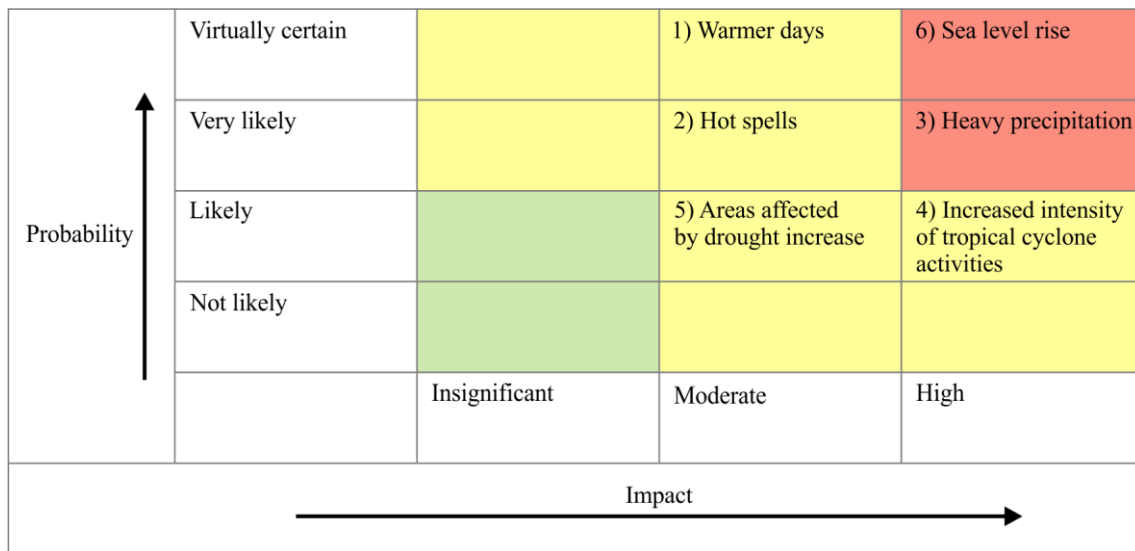 Virtually certain
1) Warmer days
6) Sea level rise
Very likely
2) Hot spells
3) Heavy precipitation
Probability
Likely
5) Areas affected
by drought increase
4) Increased intensity
of tropical cyclone
activities
Not likely
Insignificant
Moderate
High
Impact